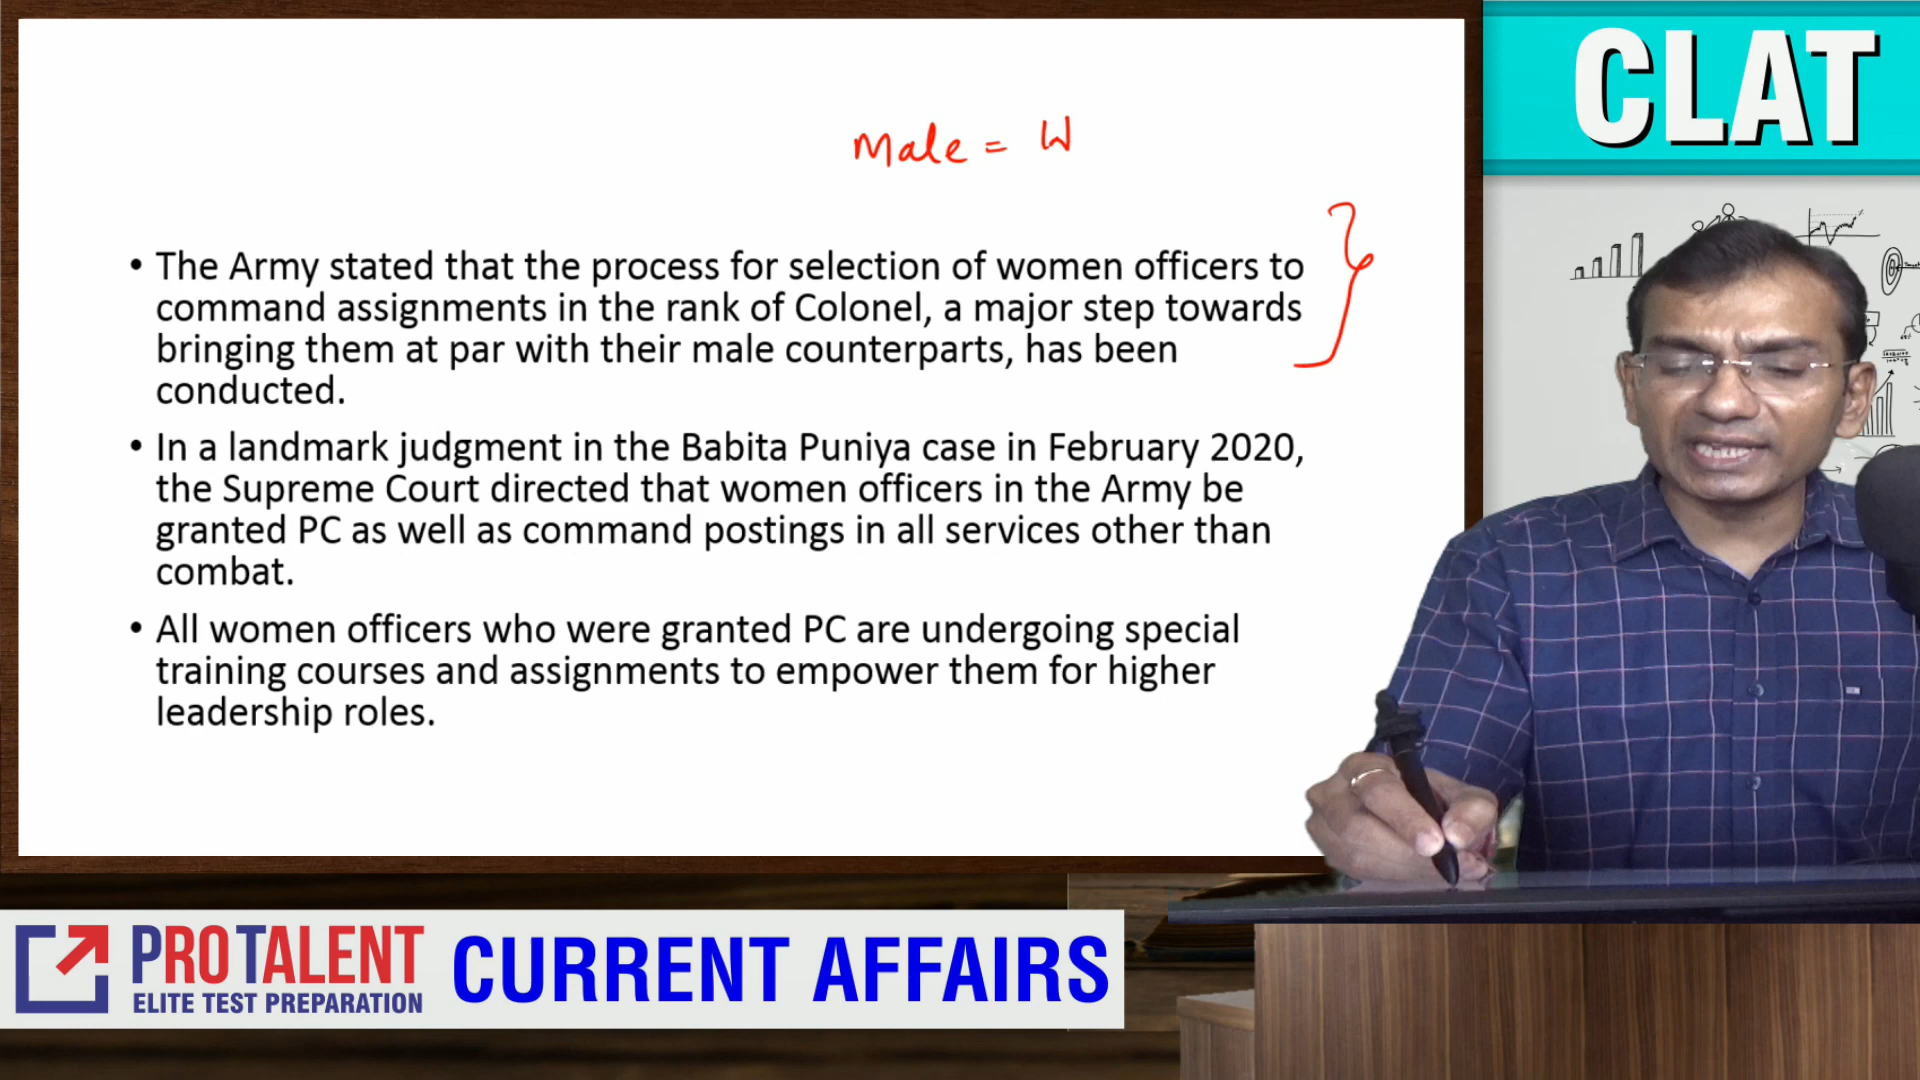 CLAT
Male = W
• The Army stated that the process for selection of women officers to
command assignments in the rank of Colonel, a major step towards
bringing them at par with their male counterparts, has been
conducted.
• In a landmark judgment in the Babita Puniya case in February 2020,
the Supreme Court directed that women officers in the Army be
granted PC as well as command postings in all services other than
combat.
• All women officers who were granted PC are undergoing special
training courses and assignments to empower them for higher
leadership roles.
PROTALENT
ELITE TEST PREPARATION
CURRENT AFFAIRS